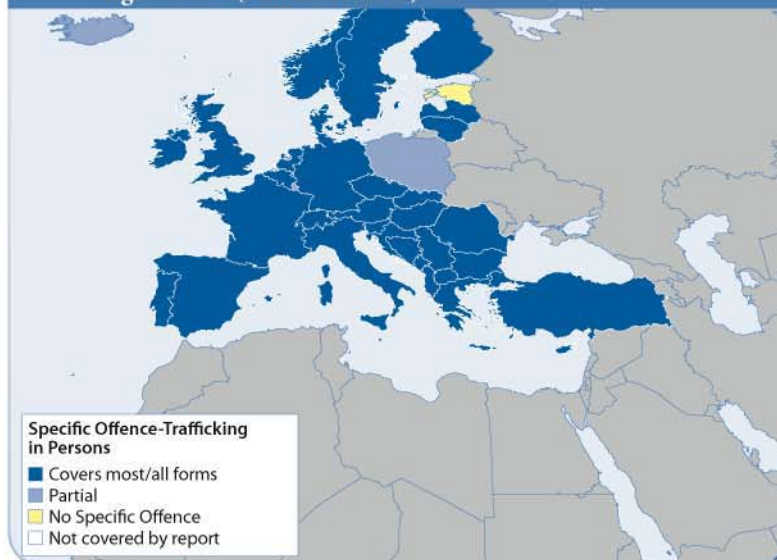 Specific Offence-Trafficking
in Persons
Covers most/all forms
Partial
No Specific Offence
Not covered by report